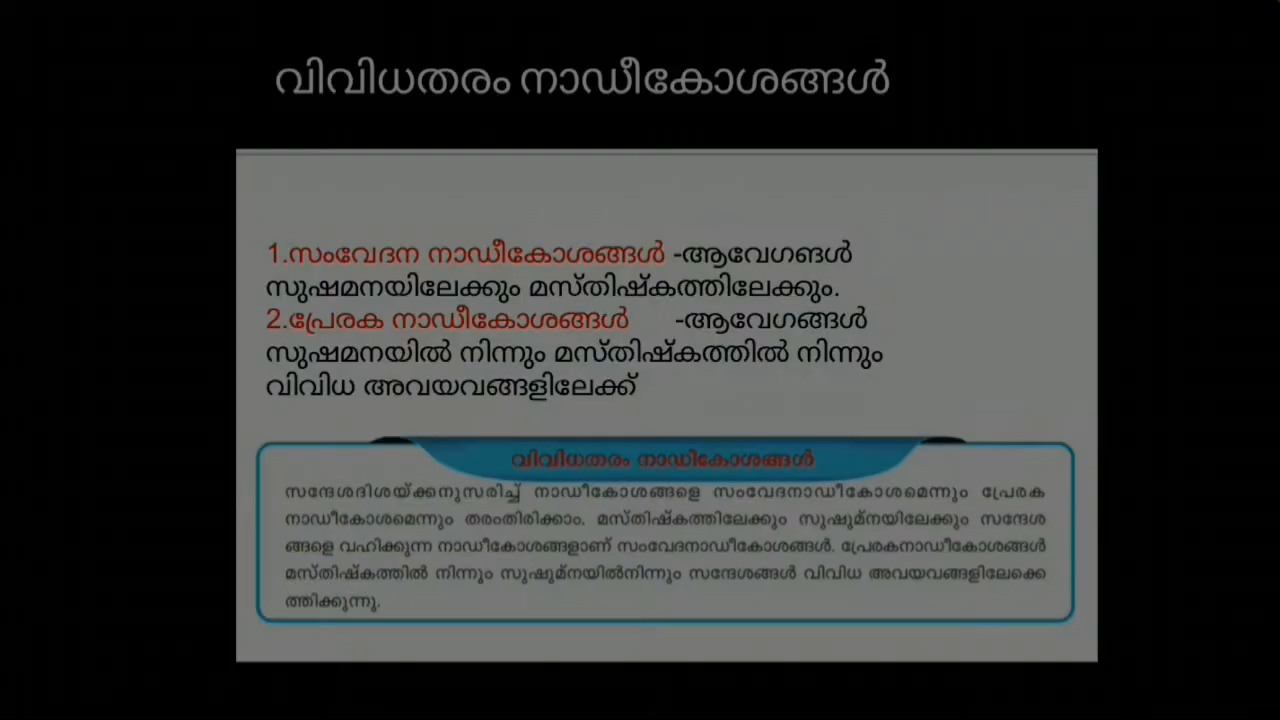 വിവിധതരം നാഡീകോശങ്ങൾ
1.സംവേദന നാഡീകോശങ്ങൾ -ആവേഗങൾ
സുഷമനയിലേക്കും മസ്തിഷ്കത്തിലേക്കും.
2.പ്രേരക നാഡീകോശങ്ങൾ -ആവേഗങ്ങൾ
സുഷമനയിൽ നിന്നും മസ്തിഷ്കത്തിൽ നിന്നും
വിവിധ അവയവങ്ങളിലേക്ക്
വിവിധതരം നാഡീകോശങ്ങൾ
സന്ദേശദിശയ്ക്കനുസരിച്ച് നാഡീകോശങ്ങളെ സംവേദനാഡീകോശമെന്നും പ്രേരക
നാഡീകോശമെന്നും തരംതിരിക്കാം. മസ്തിഷ്കത്തിലേക്കും സുഷുമ്നയിലേക്കും സന്ദേശ
ങ്ങളെ വഹിക്കുന്ന നാഡീകോശങ്ങളാണ് സംവേദനാഡീകോശങ്ങൾ. പ്രേരകനാഡീകോശങ്ങൾ
മസ്തിഷ്കത്തിൽ നിന്നും സുഷുമ്നയിൽനിന്നും സന്ദേശങ്ങൾ വിവിധ അവയവങ്ങളിലേക്കെ
ത്തിക്കുന്നു.